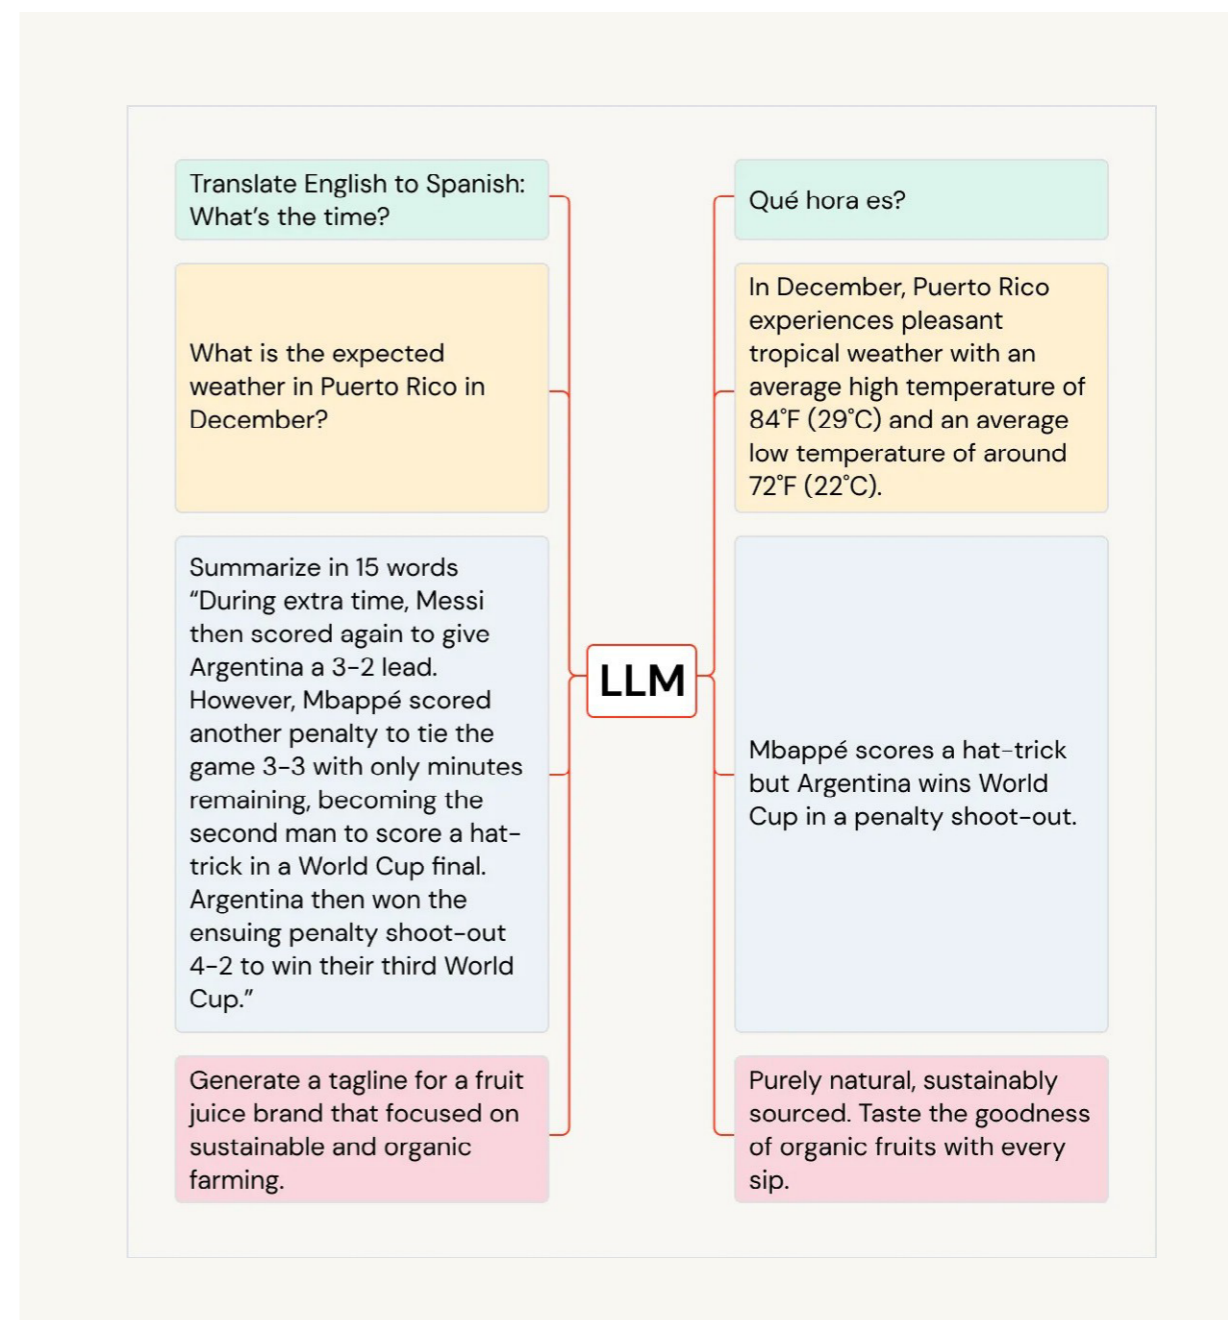 Translate English to Spanish:
What's the time?
Qué hora es?
What is the expected
weather in Puerto Rico in
December?
In December, Puerto Rico
experiences pleasant
tropical weather with an
average high temperature of
84°F (29°C) and an average
low temperature of around
72°F (22°C).
Summarize in 15 words
“During extra time, Messi
then scored again to give
Argentina a 3-2 lead.
However, Mbappé scored
another penalty to tie the
game 3-3 with only minutes
remaining, becoming the
second man to score a hat-
trick in a World Cup final.
Argentina then won the
ensuing penalty shoot-out
4-2 to win their third World
Cup.”
LLM
Mbappé scores a hat-trick
but Argentina wins World
Cup in a penalty shoot-out.
Generate a tagline for a fruit
juice brand that focused on
sustainable and organic
farming.
Purely natural, sustainably
sourced. Taste the goodness
of organic fruits with every
sip.